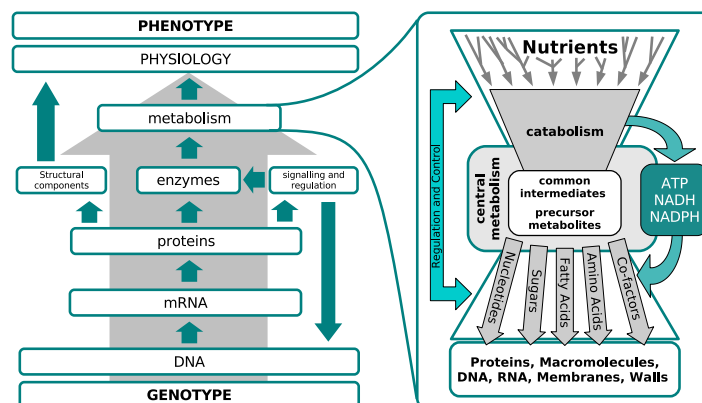 PHENOTYPE
PHYSIOLOGY
metabolism
Structural
components
enzymes
signalling and
regulation
proteins
mRNA
DNA
GENOTYPE
Nutrients
catabolism
Regulation and Control
central
metabolism
common
intermediates
precursor
metabolites
ATP
NADH
NADPH
Nucleotides
Sugars
Fatty Acids
Amino Acids
Co-factors
Proteins, Macromolecules,
DNA, RNA, Membranes, Walls